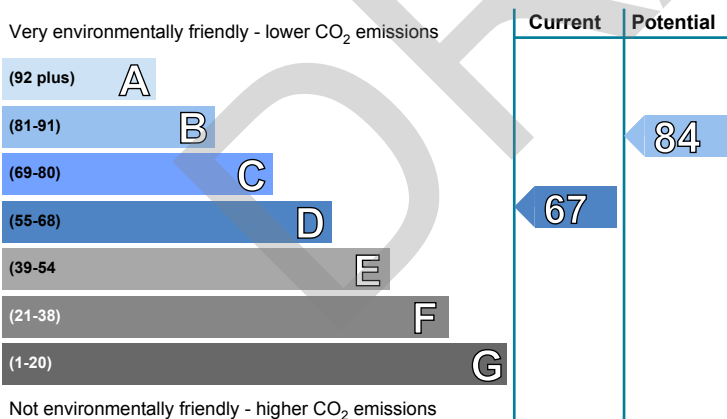 Very environmentally friendly - lower CO2 emissions
Current
Potential
(92 plus) A
(81-91) B
84
(69-80) C
(55-68) D
67
(39-54 E
(21-38) F
(1-20) G
Not environmentally friendly - higher CO2 emissions